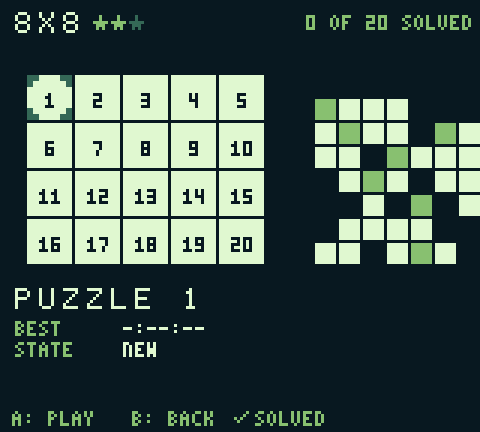 8X8 ★★★ 0 OF 20 SOLVED
1 2 3 4 5
6 7 8 9 10
11 12 13 14 15
16 17 18 19 20
PUZZLE 1
BEST -:--:--
STATE NEW
A: PLAY B: BACK ✓SOLVED